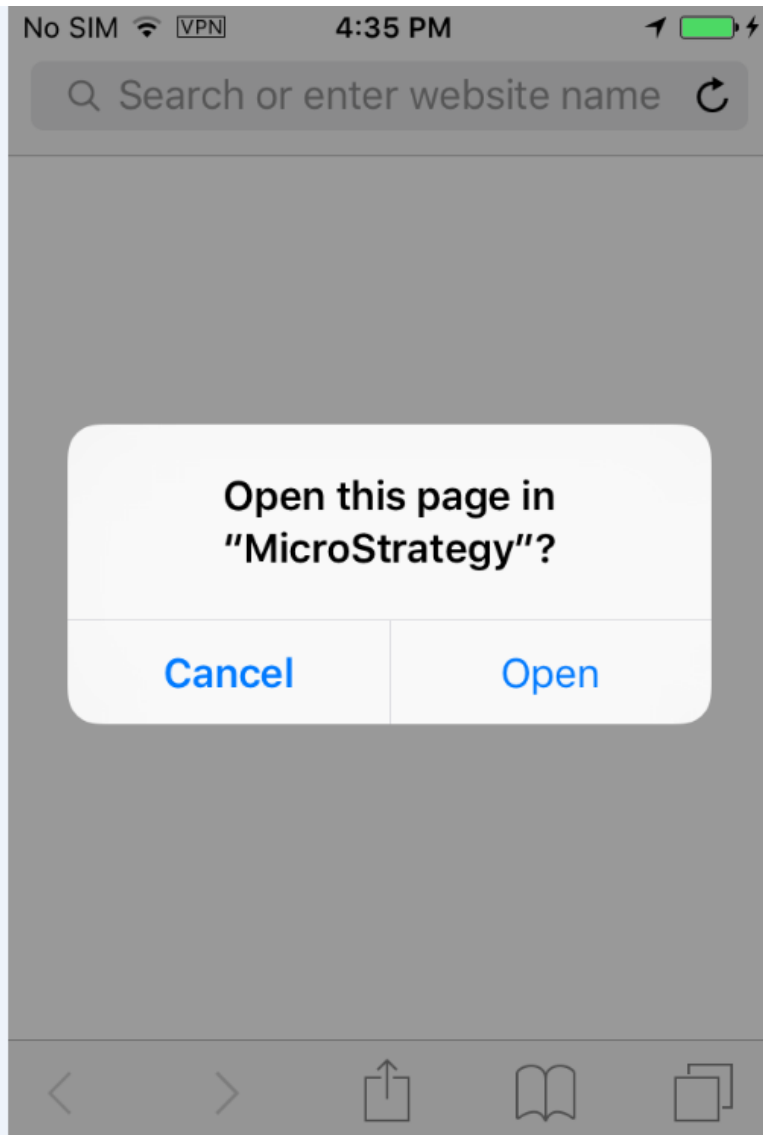 No SIM VPN 4:35 PM
Search or enter website name
Open this page in
“MicroStrategy”?
Cancel Open